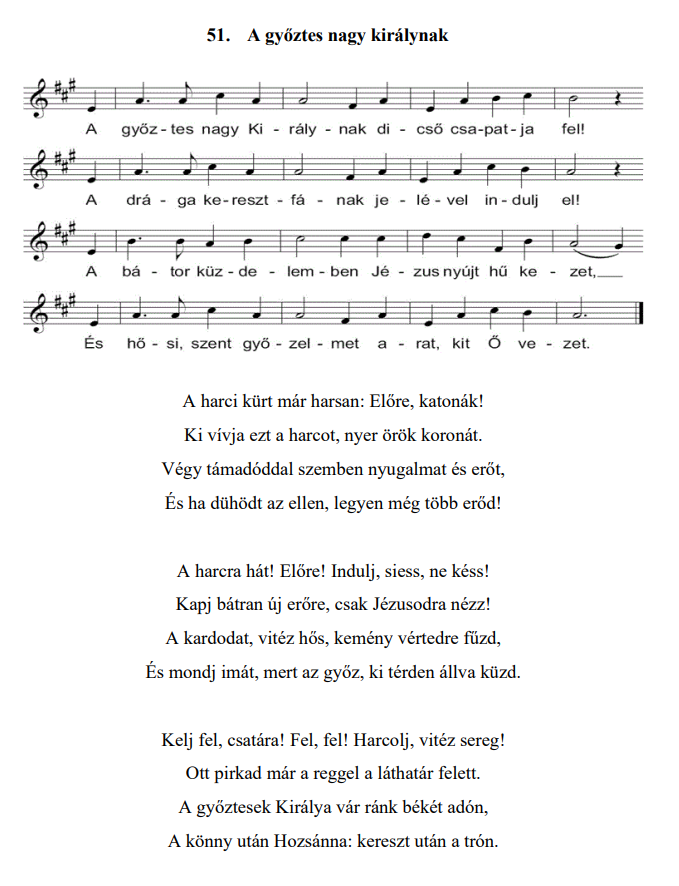 51. A győztes nagy királynak
A győz - tes nagy Ki - rály - nak di - cső csa - pat - ja fel!
A drá - ga ke - reszt - fá - nak je - lé - vel in - dulj el!
A bá - tor küz - de - lem - ben Jé - zus nyújt hű ke - zet,
És hő - si, szent győ - zel - met a - rat, kit Ő ve - zet.
A harci kürt már harsan: Előre, katonák!
Ki vívja ezt a harcot, nyer örök koronát.
Végy támadóddal szemben nyugalmat és erőt,
És ha dühödt az ellen, legyen még több erőd!
A harcra hát! Előre! Indulj, siess, ne késs!
Kapj bátran új erőre, csak Jézusodra nézz!
A kardodat, vitéz hős, kemény vértedre fűzd,
És mondj imát, mert az győz, ki térden állva küzd.
Kelj fel, csatára! Fel, fel! Harcolj, vitéz sereg!
Ott pirkad már a reggel a láthatár felett.
A győztesek Királya vár ránk békét adón,
A könny után Hozsánna: kereszt után a trón.